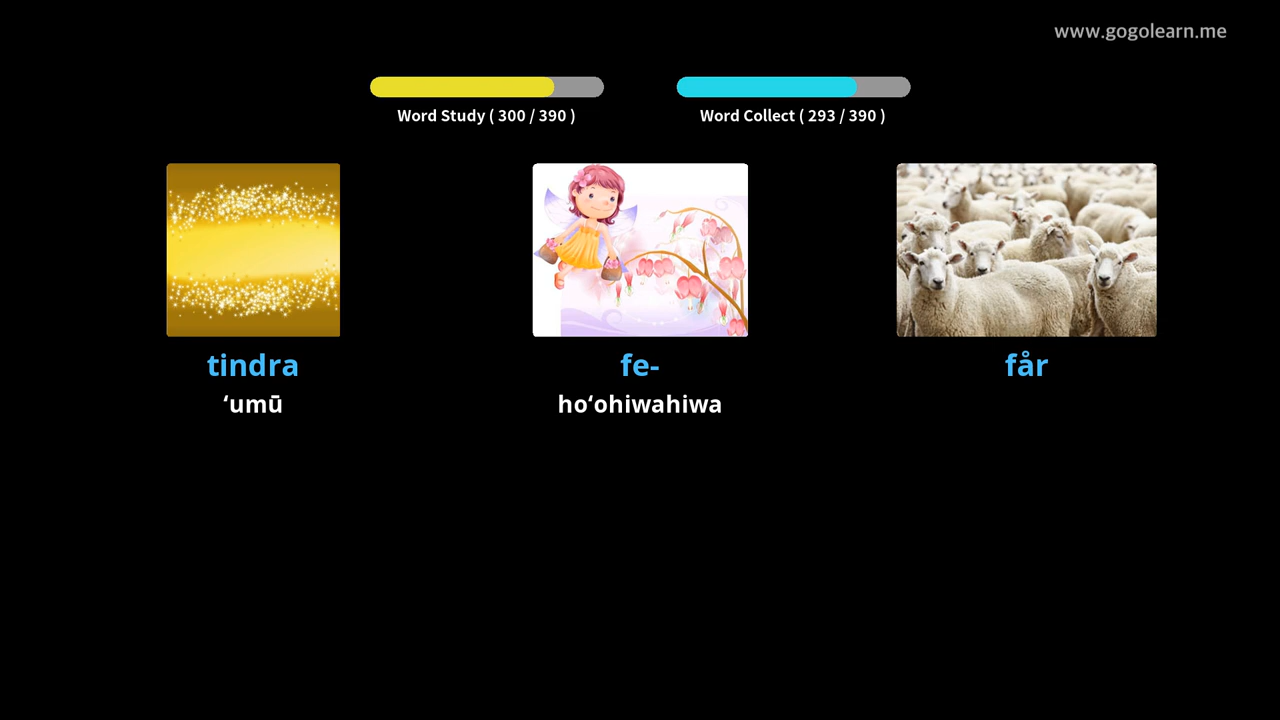 www.gogolearn.me
Word Study ( 300 / 390 )
Word Collect ( 293 / 390 )
tindra
ʻumū
fe-
hoʻohiwahiwa
får